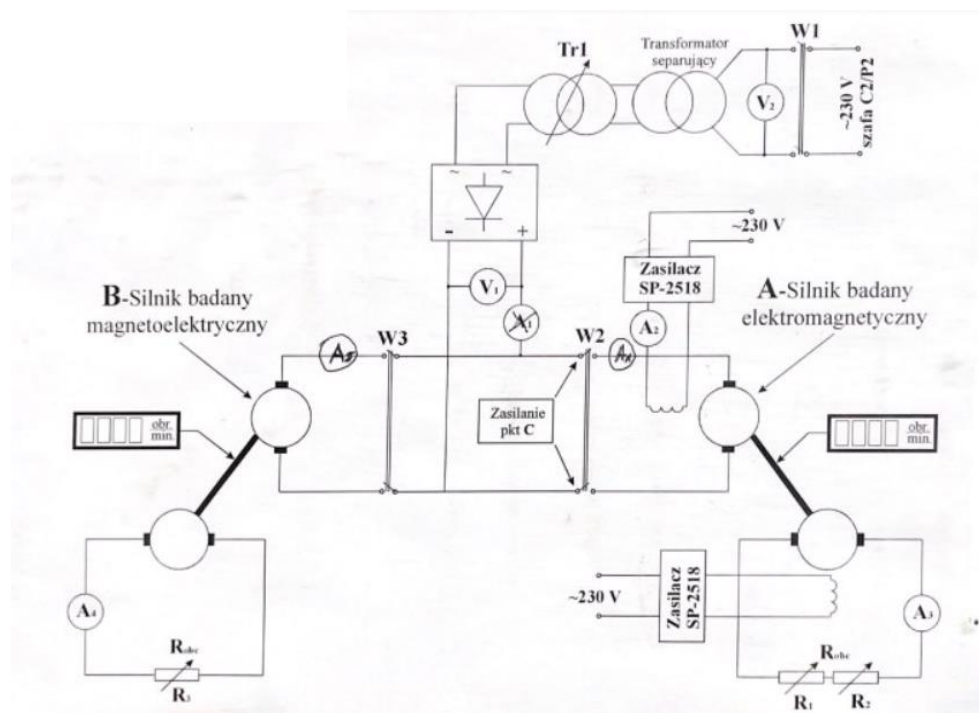 W1
Tr1
Transformator
separujący
V₂
~230 V
szafa C2/P2
~ ~
- +
~230 V
Zasilacz
SP-2518
B-Silnik badany
magnetoelektryczny
V₁
A₁
A₂
A-Silnik badany
elektromagnetyczny
W3
W2
A₅
Zasilanie
pkt C
obr.
min.
obr.
min.
~230 V
Zasilacz
SP-2518
A₄
A₃
Robc
R₃
Robc
R₁
R₂